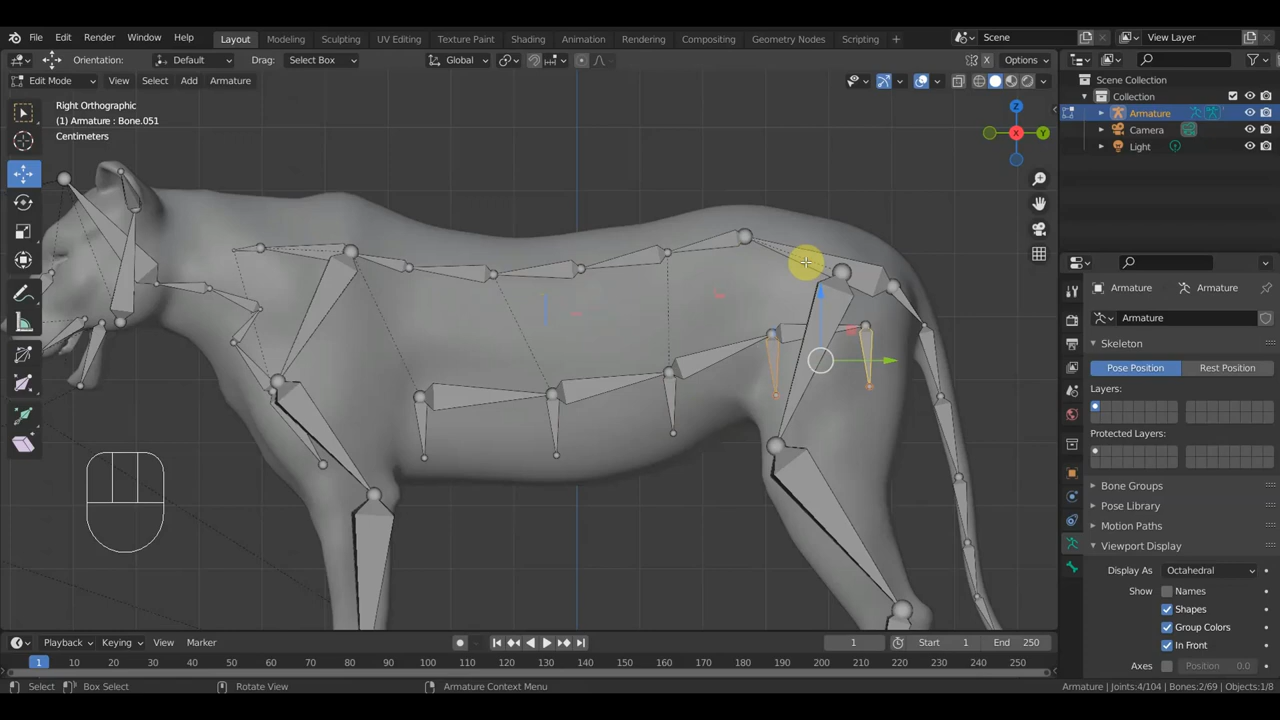 File Edit Render Window Help Layout Modeling Sculpting UV Editing Texture Paint Shading Animation Rendering Compositing Geometry Nodes Scripting + Scene View Layer
Orientation: Default Drag: Select Box Global Options
Edit Mode View Select Add Armature
Right Orthographic
(1) Armature : Bone.051
Centimeters
Z
X
Y
Scene Collection
Collection
Armature
Camera
Light
Armature Armature
Armature
Skeleton
Pose Position Rest Position
Layers:
Protected Layers:
Bone Groups
Pose Library
Motion Paths
Viewport Display
Display As Octahedral
Show Names
Shapes
Group Colors
In Front
Axes Position 0.0
Playback Keying View Marker 1 Start 1 End 250
1 10 20 30 40 50 60 70 80 90 100 110 120 130 140 150 160 170 180 190 200 210 220 230 240 250
Select Box Select Rotate View Armature Context Menu Armature | Joints:4/104 | Bones:2/69 | Objects:1/8